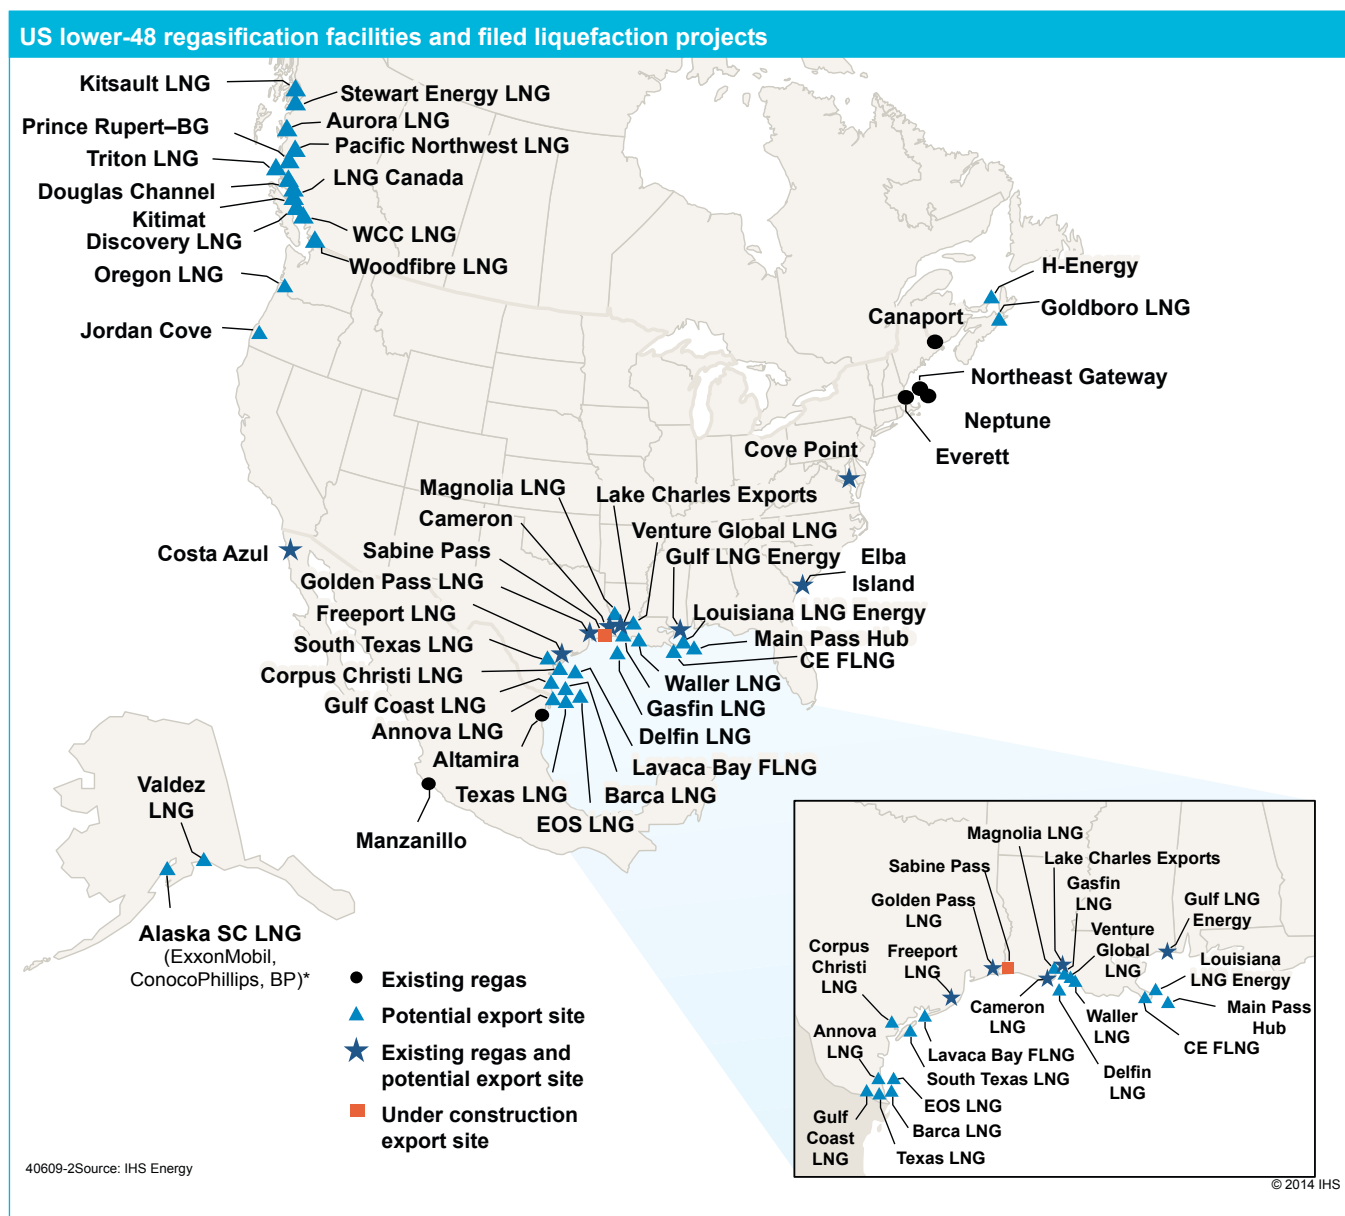 US lower-48 regasification facilities and filed liquefaction projects
Kitsault LNG
Stewart Energy LNG
Aurora LNG
Prince Rupert–BG
Pacific Northwest LNG
Triton LNG
LNG Canada
Douglas Channel
Kitimat
WCC LNG
Discovery LNG
Woodfibre LNG
Oregon LNG
Jordan Cove
H-Energy
Goldboro LNG
Canaport
Northeast Gateway
Neptune
Everett
Cove Point
Magnolia LNG
Lake Charles Exports
Cameron
Venture Global LNG
Sabine Pass
Gulf LNG Energy
Elba
Island
Costa Azul
Golden Pass LNG
Freeport LNG
Louisiana LNG Energy
South Texas LNG
Main Pass Hub
CE FLNG
Corpus Christi LNG
Waller LNG
Gulf Coast LNG
Gasfin LNG
Annova LNG
Delfin LNG
Altamira
Lavaca Bay FLNG
Texas LNG
Barca LNG
EOS LNG
Manzanillo
Valdez
LNG
Alaska SC LNG
(ExxonMobil,
ConocoPhillips, BP)*
Existing regas
Potential export site
Existing regas and
potential export site
Under construction
export site
Magnolia LNG
Sabine Pass
Lake Charles Exports
Gasfin
LNG
Golden Pass
LNG
Gulf LNG
Energy
Venture
Global
LNG
Corpus
Christi
LNG
Freeport
LNG
Louisiana
LNG Energy
Cameron
LNG
Waller
LNG
Main Pass
Hub
CE FLNG
Annova
LNG
Lavaca Bay FLNG
South Texas LNG
Delfin
LNG
EOS LNG
Gulf
Coast
LNG
Barca LNG
Texas LNG
40609-2Source: IHS Energy
© 2014 IHS